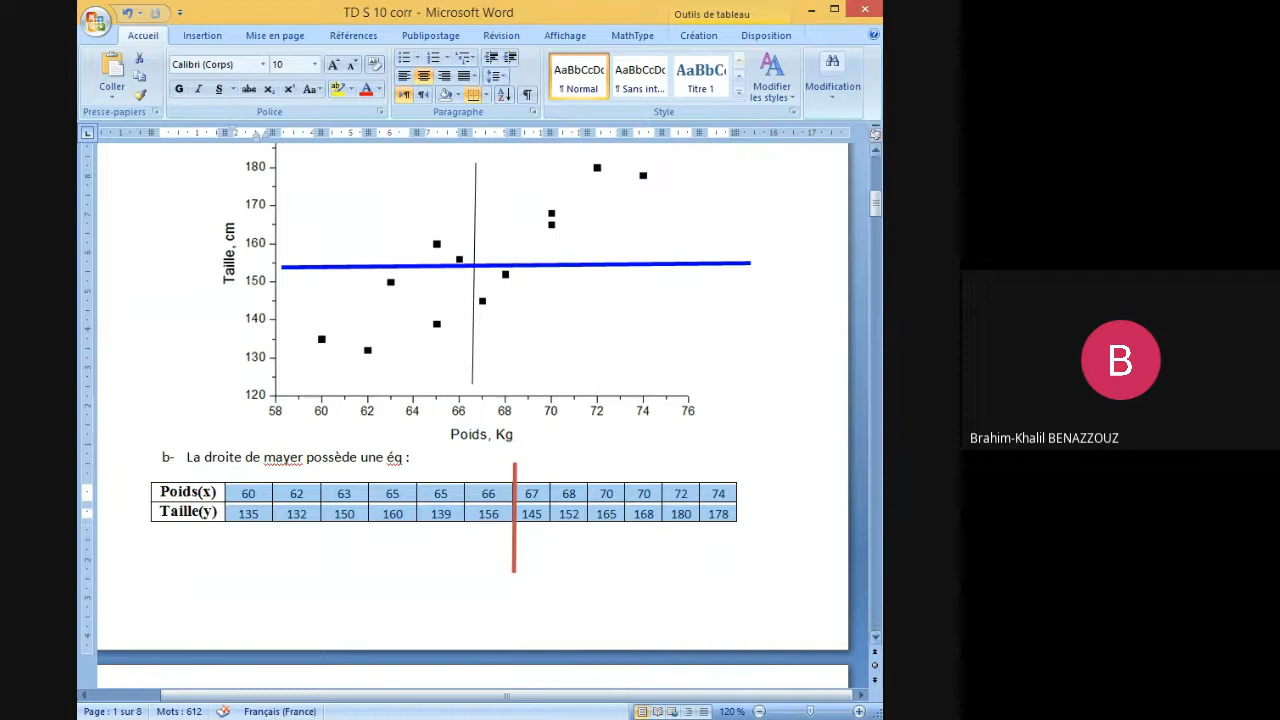 TD S 10 corr - Microsoft Word
Outils de tableau
Accueil Insertion Mise en page Références Publipostage Révision Affichage MathType Création Disposition
Calibri (Corps) 10
Coller
G I S abc x₂ x² Aa
AaBbCcDc AaBbCcDc AaBbC
¶ Normal ¶ Sans int... Titre 1
Modifier les styles
Modification
Presse-papiers Police Paragraphe Style
180
170
160
150
140
130
120
Taille, cm
58 60 62 64 66 68 70 72 74 76
Poids, Kg
b- La droite de mayer possède une éq :
Poids(x) 60 62 63 65 65 66 67 68 70 70 72 74
Taille(y) 135 132 150 160 139 156 145 152 165 168 180 178
B
Brahim-Khalil BENAZZOUZ
Page : 1 sur 8 Mots : 612 Français (France) 120 %